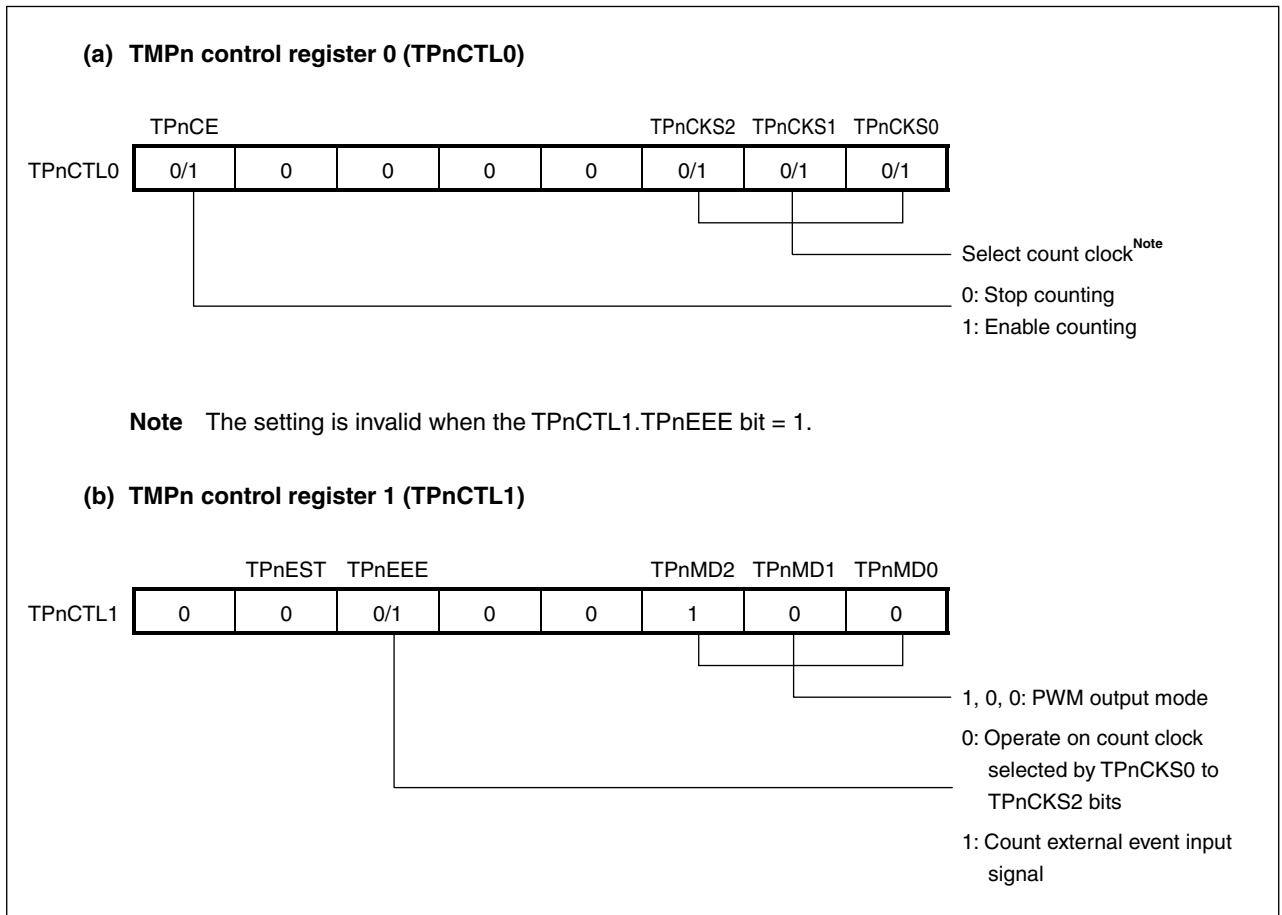 (a) TMPn control register 0 (TPnCTL0)
TPnCE TPnCKS2 TPnCKS1 TPnCKS0
TPnCTL0 0/1 0 0 0 0 0/1 0/1 0/1
Select count clockNote
0: Stop counting
1: Enable counting
Note The setting is invalid when the TPnCTL1.TPnEEE bit = 1.
(b) TMPn control register 1 (TPnCTL1)
TPnEST TPnEEE TPnMD2 TPnMD1 TPnMD0
TPnCTL1 0 0 0/1 0 0 1 0 0
1, 0, 0: PWM output mode
0: Operate on count clock
selected by TPnCKS0 to
TPnCKS2 bits
1: Count external event input
signal